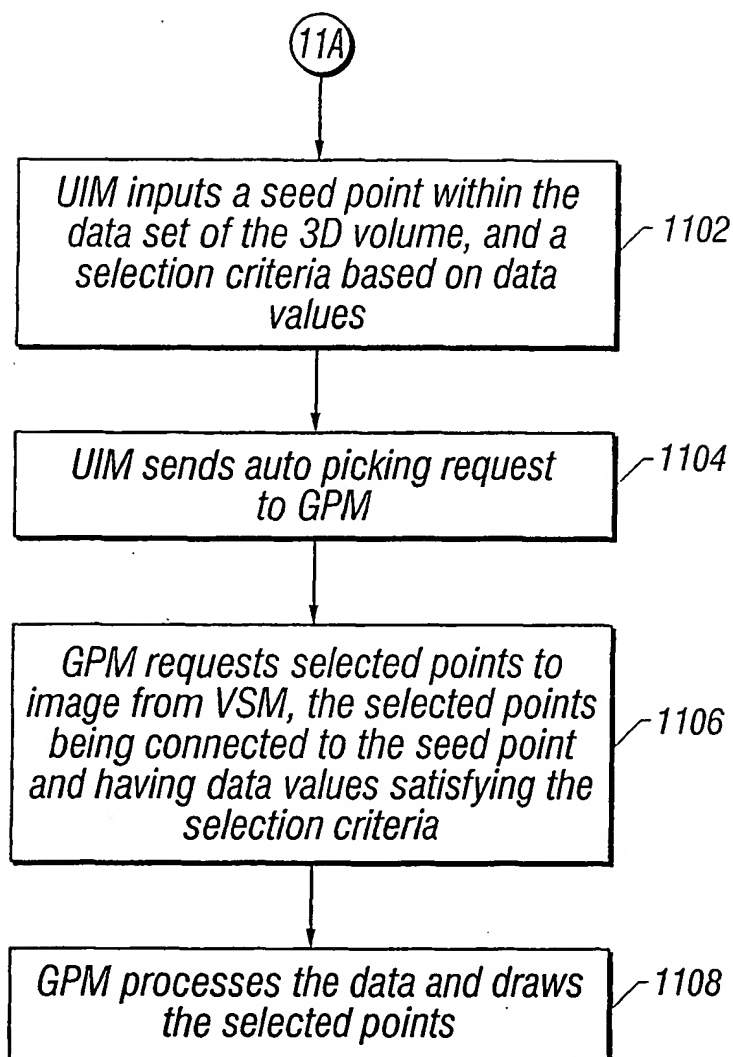 11A
UIM inputs a seed point within the
data set of the 3D volume, and a
selection criteria based on data
values
1102
UIM sends auto picking request
to GPM
1104
GPM requests selected points to
image from VSM, the selected points
being connected to the seed point
and having data values satisfying the
selection criteria
1106
GPM processes the data and draws
the selected points
1108